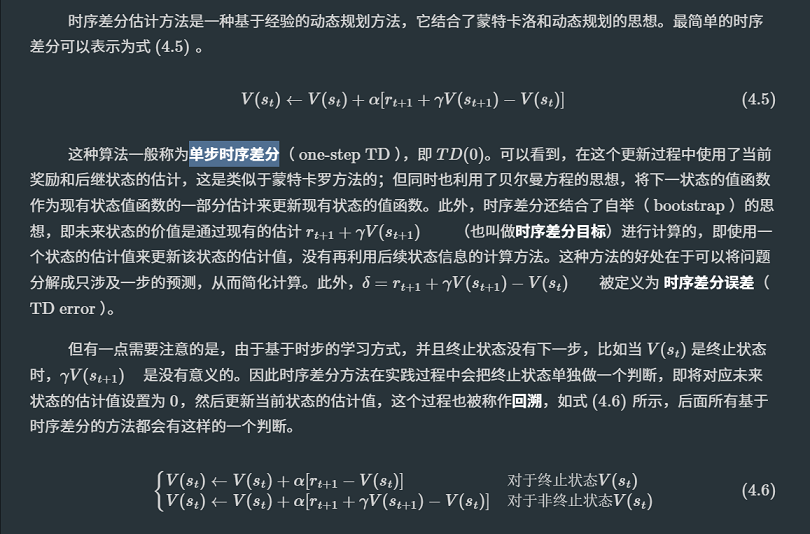 时序差分估计方法是一种基于经验的动态规划方法，它结合了蒙特卡洛和动态规划的思想。最简单的时序
差分可以表示为式 (4.5) 。
V(s_t) ← V(s_t) + α[r_{t+1} + γV(s_{t+1}) − V(s_t)] (4.5)
这种算法一般称为单步时序差分（ one-step TD ），即 TD(0)。可以看到，在这个更新过程中使用了当前
奖励和后继状态的估计，这是类似于蒙特卡罗方法的；但同时也利用了贝尔曼方程的思想，将下一状态的值函数
作为现有状态值函数的一部分估计来更新现有状态的值函数。此外，时序差分还结合了自举（ bootstrap ）的思
想，即未来状态的价值是通过现有的估计 r_{t+1} + γV(s_{t+1}) （也叫做时序差分目标）进行计算的，即使用一
个状态的估计值来更新该状态的估计值，没有再利用后续状态信息的计算方法。这种方法的好处在于可以将问题
分解成只涉及一步的预测，从而简化计算。此外，δ = r_{t+1} + γV(s_{t+1}) − V(s_t) 被定义为 时序差分误差（
TD error ）。
但有一点需要注意的是，由于基于时步的学习方式，并且终止状态没有下一步，比如当 V(s_t) 是终止状态
时，γV(s_{t+1}) 是没有意义的。因此时序差分方法在实践过程中会把终止状态单独做一个判断，即将对应未来
状态的估计值设置为 0，然后更新当前状态的估计值，这个过程也被称作回溯，如式 (4.6) 所示，后面所有基于
时序差分的方法都会有这样的一个判断。
{ V(s_t) ← V(s_t) + α[r_{t+1} − V(s_t)] 对于终止状态V(s_t)
V(s_t) ← V(s_t) + α[r_{t+1} + γV(s_{t+1}) − V(s_t)] 对于非终止状态V(s_t) (4.6)